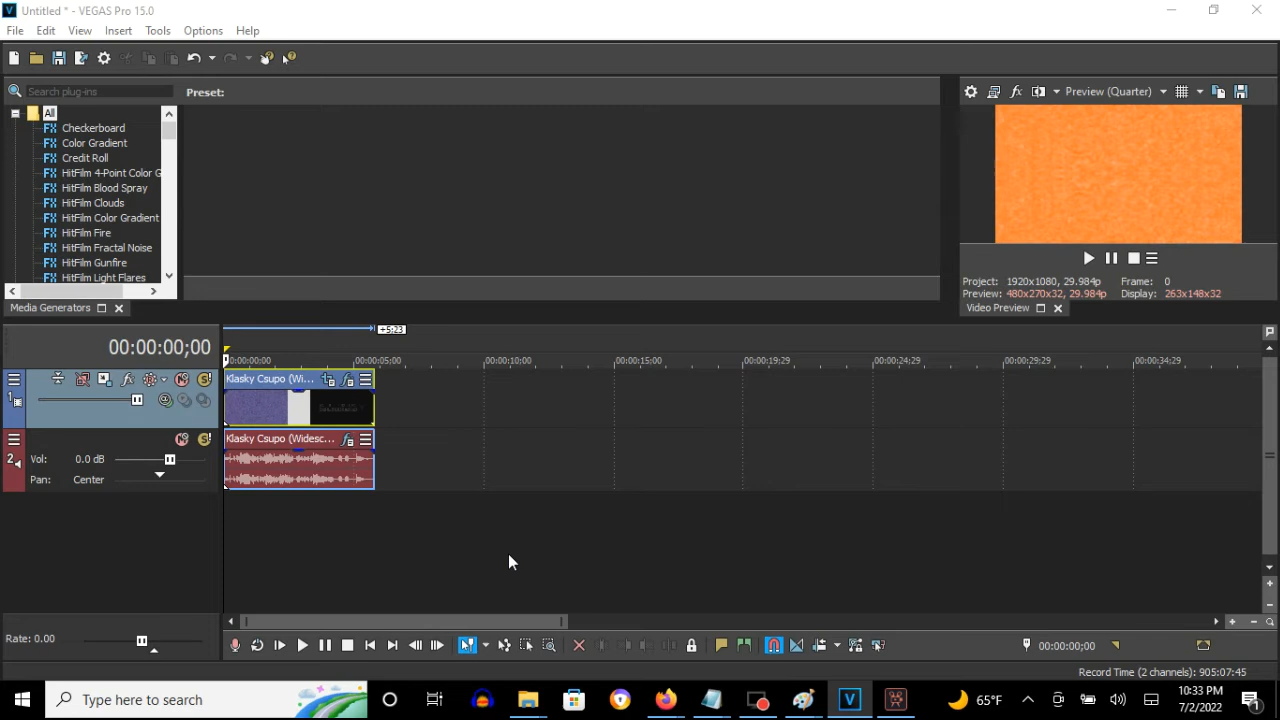 Untitled * - VEGAS Pro 15.0
File Edit View Insert Tools Options Help
Search plug-ins
Preset:
Preview (Quarter)
All
Checkerboard
Color Gradient
Credit Roll
HitFilm 4-Point Color G
HitFilm Blood Spray
HitFilm Clouds
HitFilm Color Gradient
HitFilm Fire
HitFilm Fractal Noise
HitFilm Gunfire
HitFilm Light Flares
Project: 1920x1080, 29.984p Frame: 0
Preview: 480x270x32, 29.984p Display: 263x148x32
Media Generators
Video Preview
+5;23
00:00:00;00
00:00:00;00 00:00:05;00 00:00:10;00 00:00:15;00 00:00:19;29 00:00:24;29 00:00:29;29 00:00:34;29
1
Klasky Csupo (Wi...
2
Klasky Csupo (Widesc...
Vol: 0.0 dB
Pan: Center
Rate: 0.00
00:00:00;00
Record Time (2 channels): 905:07:45
Type here to search
65°F
10:33 PM
7/2/2022
1